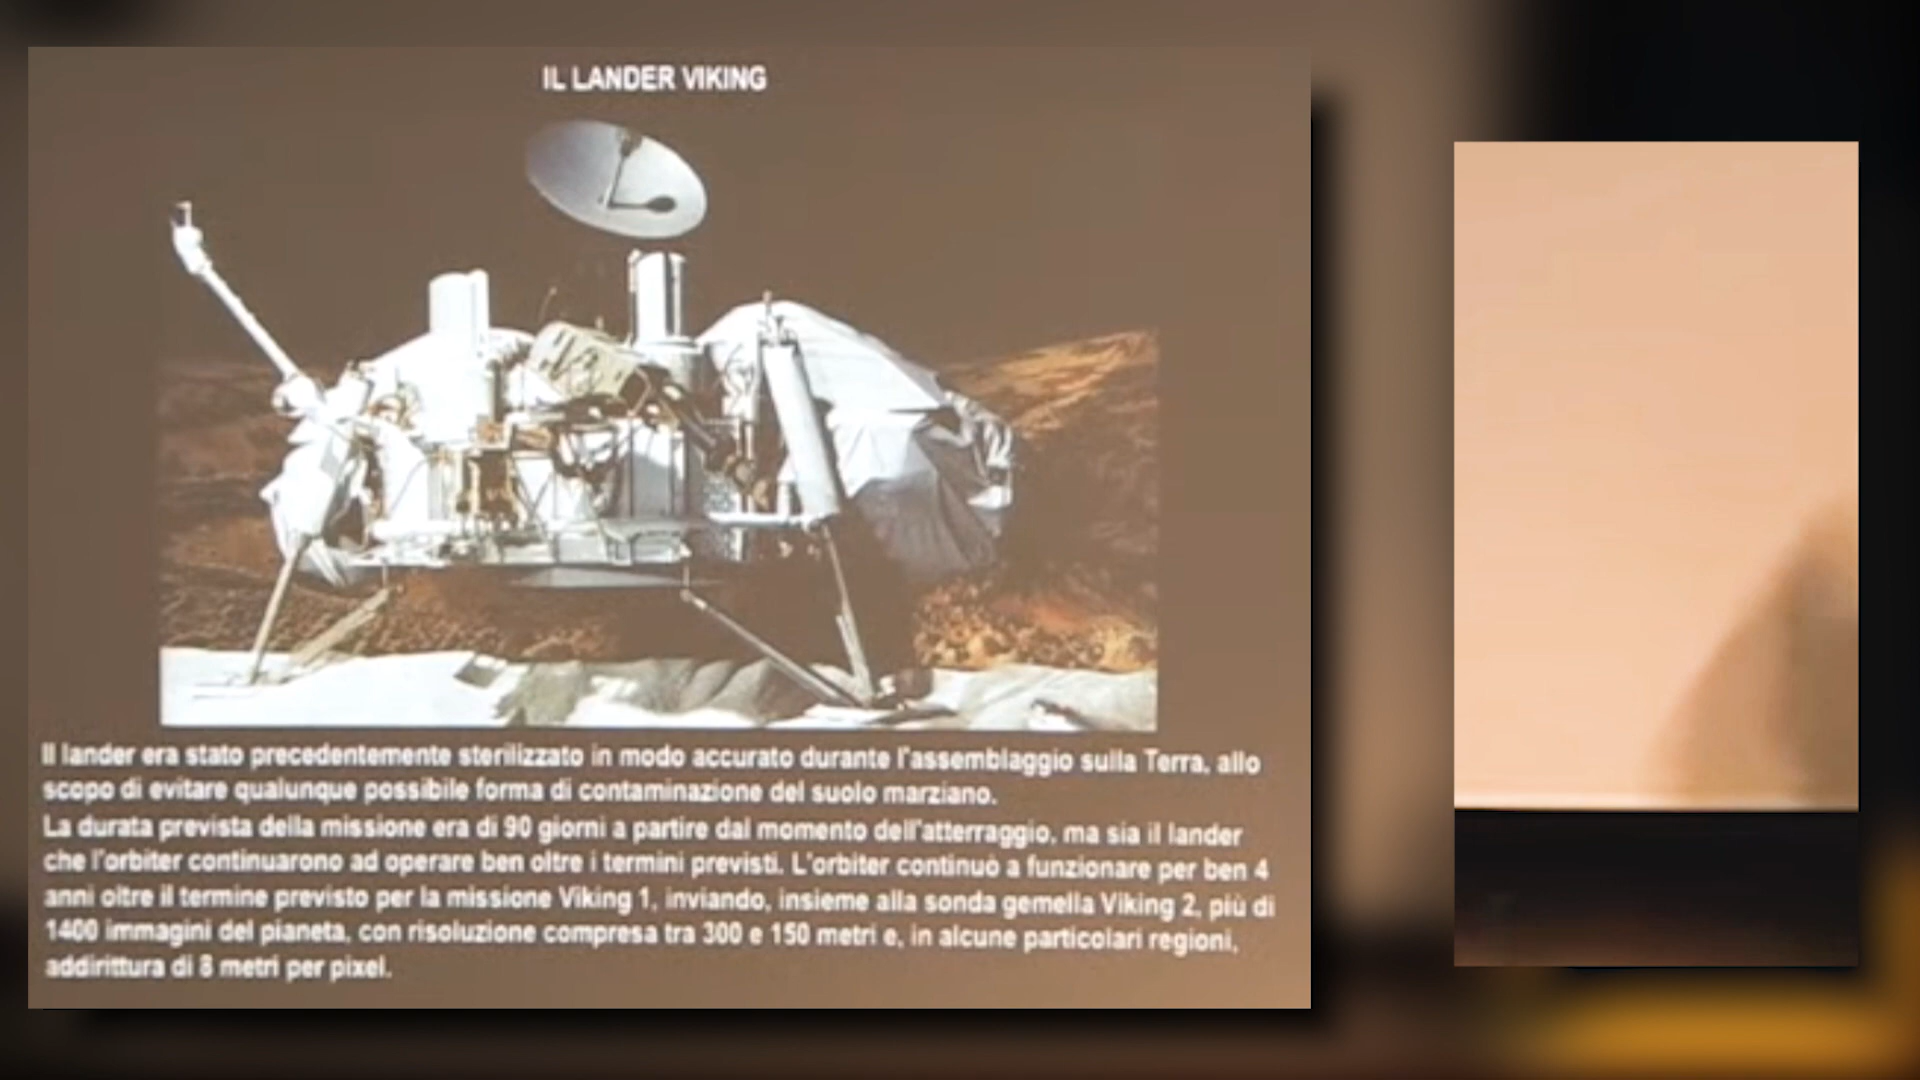 IL LANDER VIKING
Il lander era stato precedentemente sterilizzato in modo accurato durante l'assemblaggio sulla Terra, allo
scopo di evitare qualunque possibile forma di contaminazione del suolo marziano.
La durata prevista della missione era di 90 giorni a partire dal momento dell'atterraggio, ma sia il lander
che l'orbiter continuarono ad operare ben oltre i termini previsti. L'orbiter continuò a funzionare per ben 4
anni oltre il termine previsto per la missione Viking 1, inviando, insieme alla sonda gemella Viking 2, più di
1400 immagini del pianeta, con risoluzione compresa tra 300 e 150 metri e, in alcune particolari regioni,
addirittura di 8 metri per pixel.